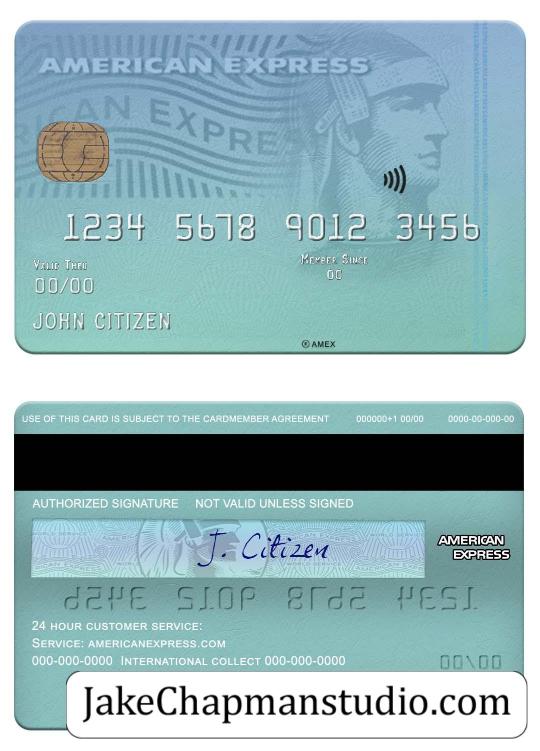 AMERICAN EXPRESS
AN EXPRE
1234 5678 9012 3456
Valid Thru
Member Since
00/00
00
JOHN CITIZEN
® AMEX
USE OF THIS CARD IS SUBJECT TO THE CARDMEMBER AGREEMENT 000000+1 00/00 0000-00-000-00
AUTHORIZED SIGNATURE NOT VALID UNLESS SIGNED
J. Citizen
AMERICAN
EXPRESS
1234 5678 9012 3456
24 HOUR CUSTOMER SERVICE:
SERVICE: AMERICANEXPRESS.COM
000-000-0000 INTERNATIONAL COLLECT 000-000-0000
00/00
JakeChapmanstudio.com